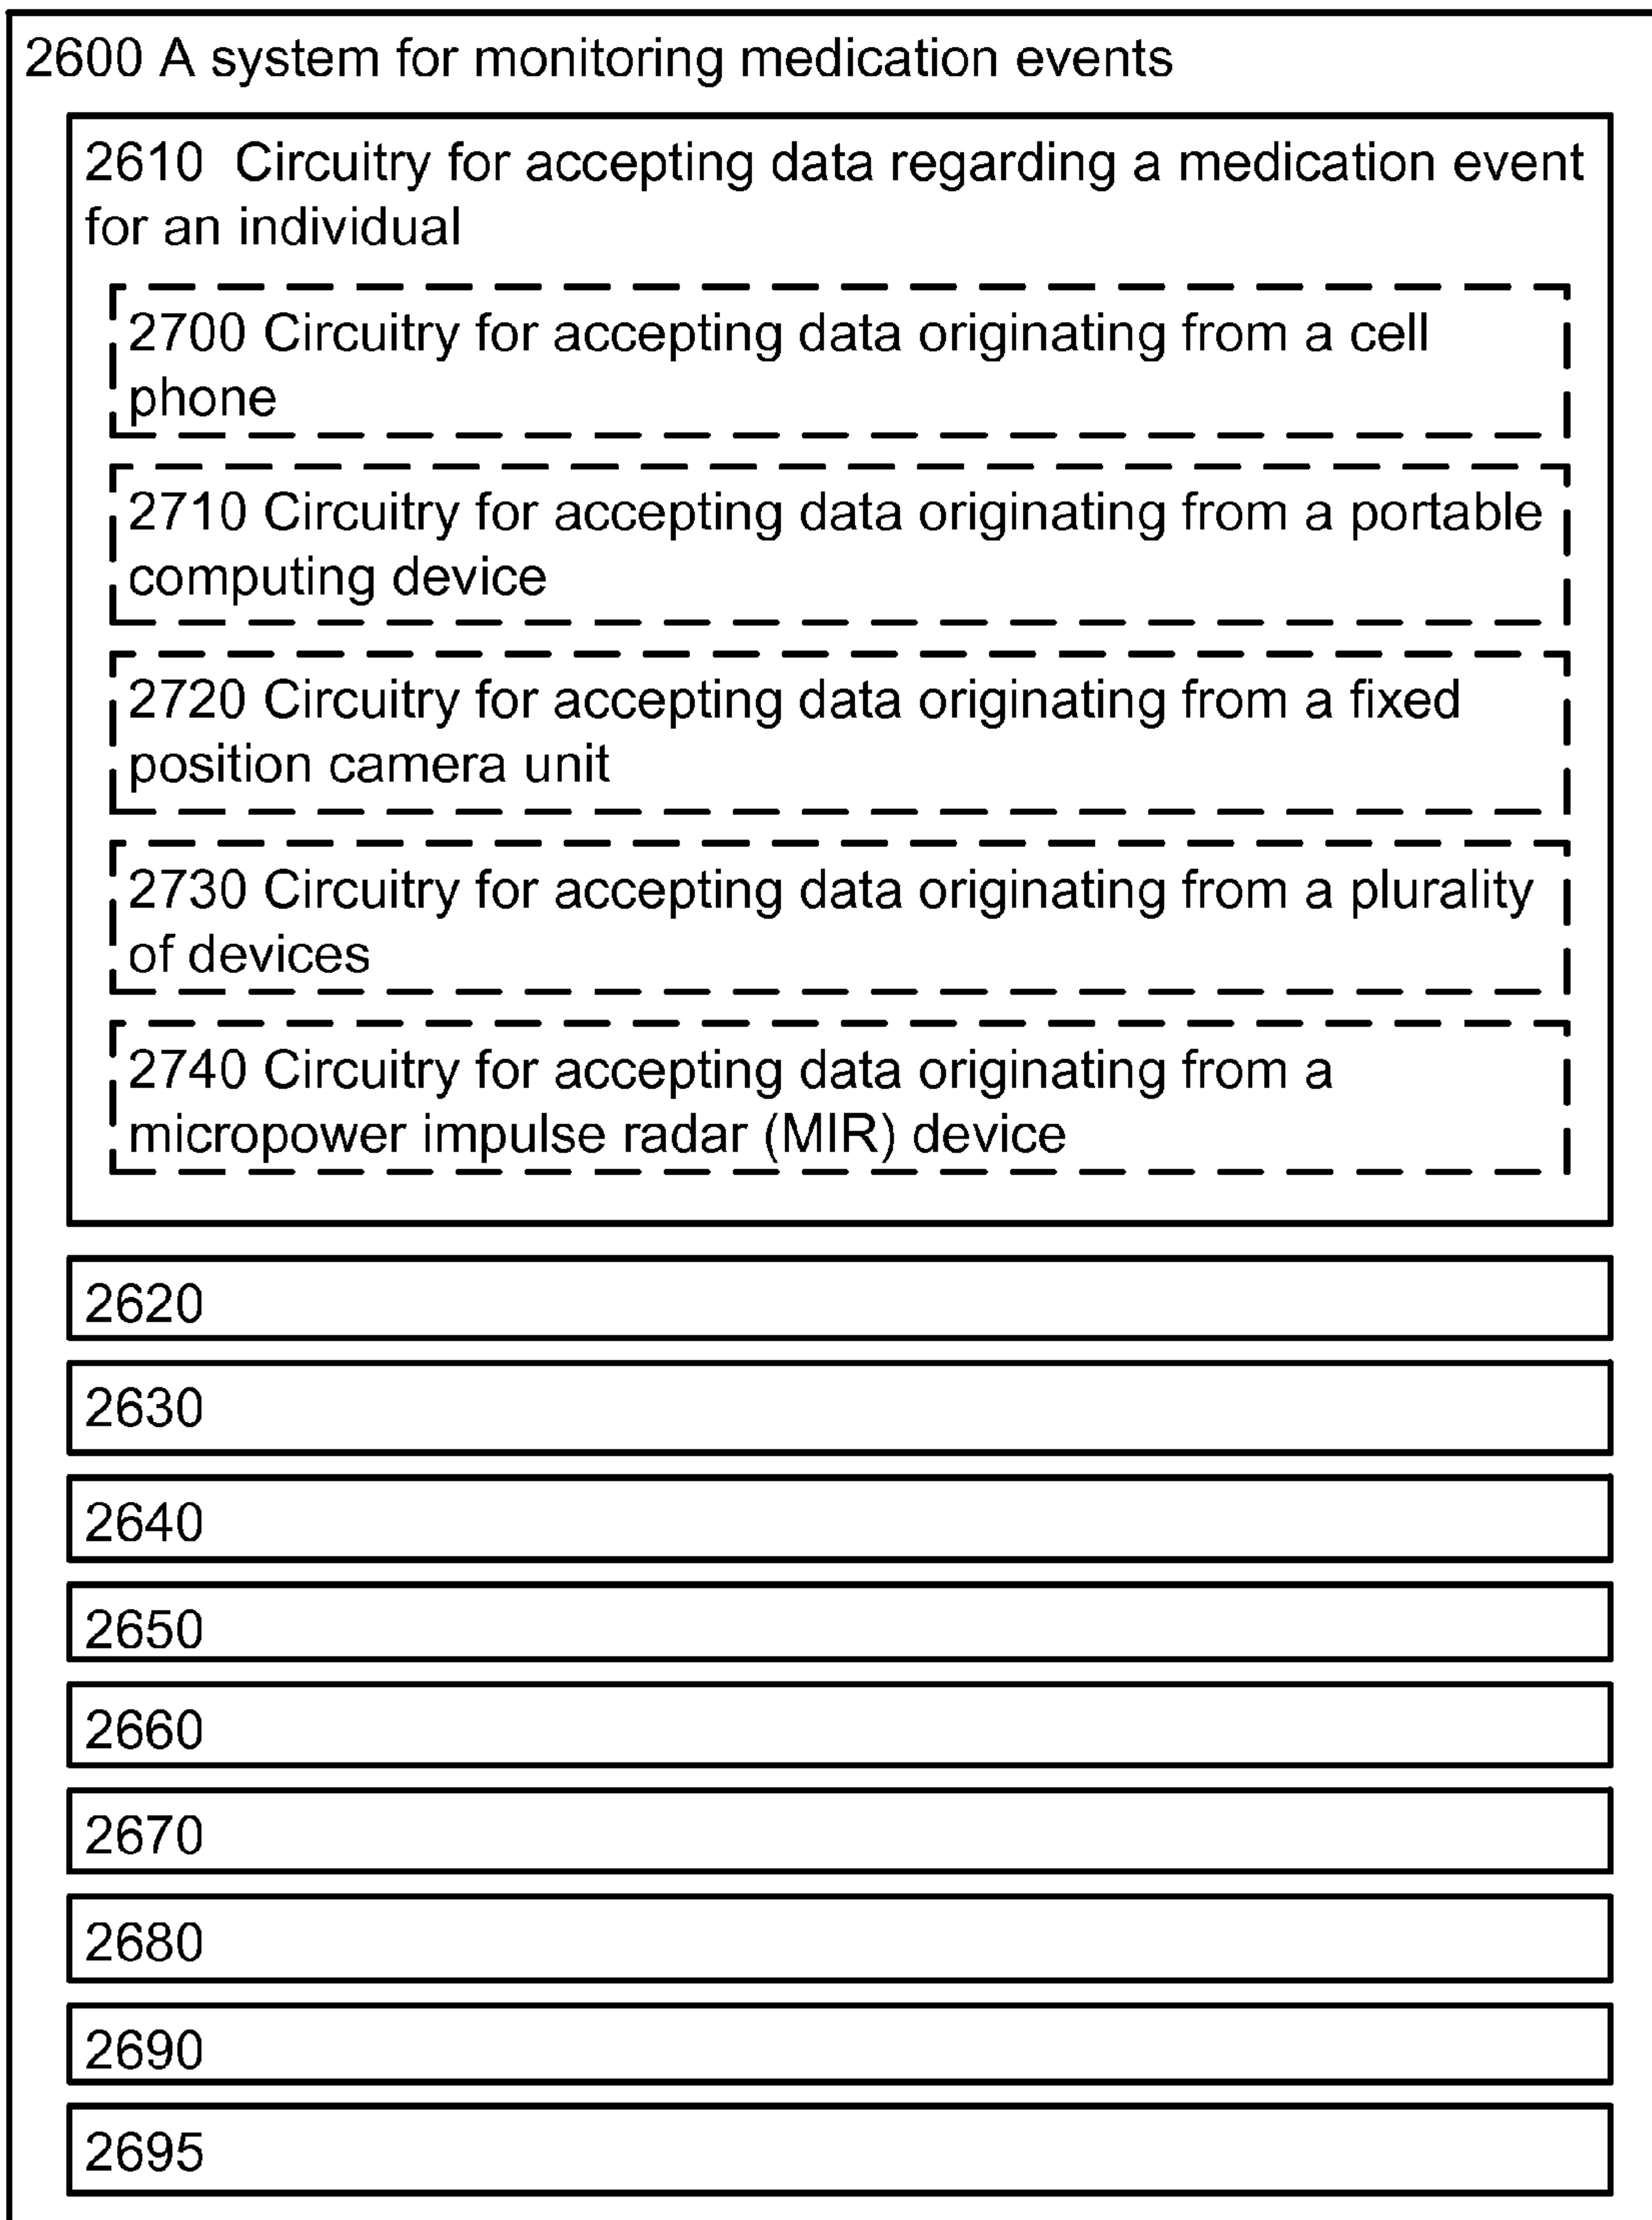 2600 A system for monitoring medication events
2610 Circuitry for accepting data regarding a medication event
for an individual
2700 Circuitry for accepting data originating from a cell
phone
2710 Circuitry for accepting data originating from a portable
computing device
2720 Circuitry for accepting data originating from a fixed
position camera unit
2730 Circuitry for accepting data originating from a plurality
of devices
2740 Circuitry for accepting data originating from a
micropower impulse radar (MIR) device
2620
2630
2640
2650
2660
2670
2680
2690
2695